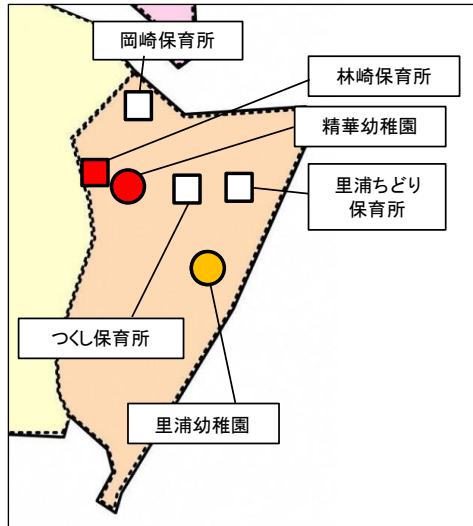 岡崎保育所
林崎保育所
精華幼稚園
里浦ちどり
保育所
つくし保育所
里浦幼稚園